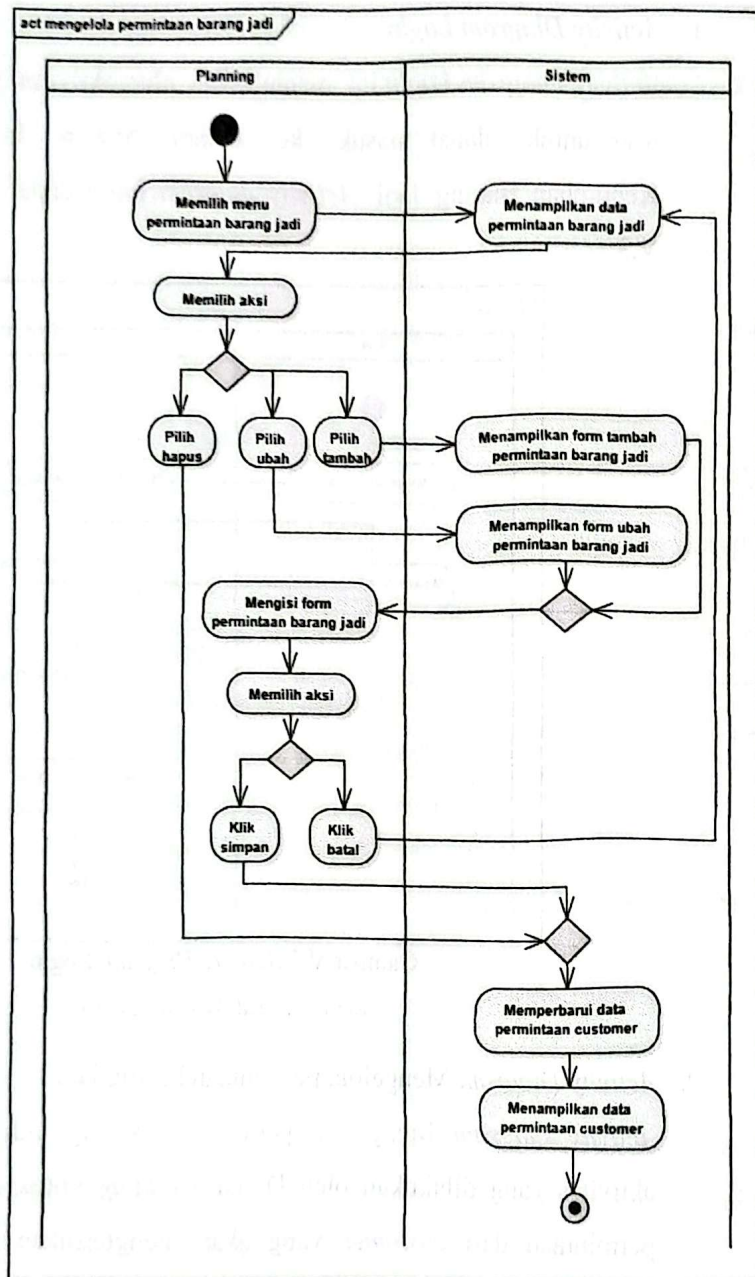 act mengelola permintaan barang jadi
Planning
Sistem
Memilih menu
permintaan barang jadi
Menampilkan data
permintaan barang jadi
Memilih aksi
Pilih
hapus
Pilih
ubah
Pilih
tambah
Menampilkan form tambah
permintaan barang jadi
Menampilkan form ubah
permintaan barang jadi
Mengisi form
permintaan barang jadi
Memilih aksi
Klik
simpan
Klik
batal
Memperbarui data
permintaan customer
Menampilkan data
permintaan customer